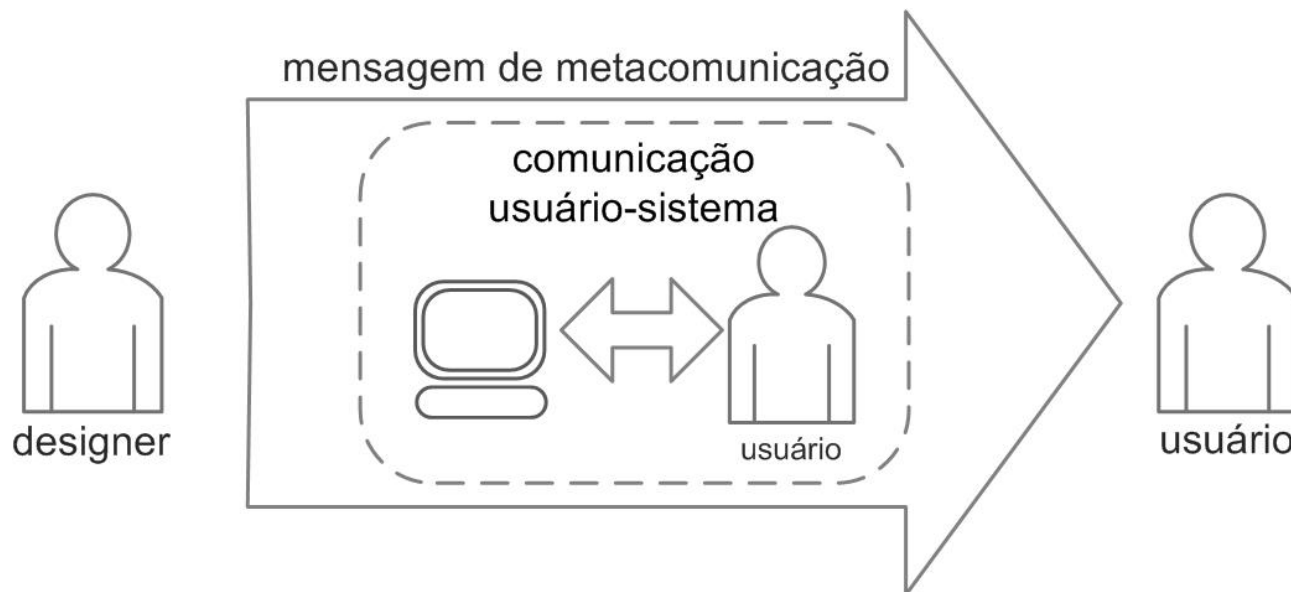 mensagem de metacomunicação
comunicação
usuário-sistema
designer
usuário
usuário